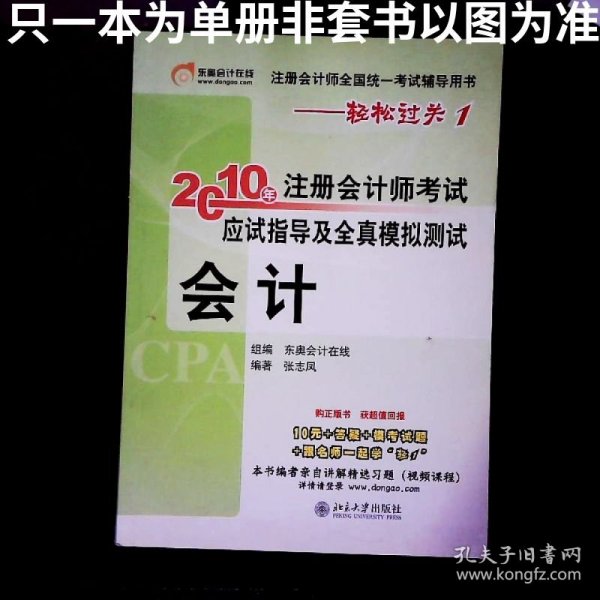 只一本为单册非套书以图为准
东奥会计在线
www.dongao.com
注册会计师全国统一考试辅导用书
——轻松过关1
2010年注册会计师考试
应试指导及全真模拟测试
会计
CPA
组编 东奥会计在线
编著 张志凤
购正版书 获超值回报
10元+答疑+模考试题
+跟名师一起学“轻1”
本书编者亲自讲解精选习题（视频课程）
详情请登录 www.dongao.com
北京大学出版社
PEKING UNIVERSITY PRESS
孔夫子旧书网
www.kongfz.com